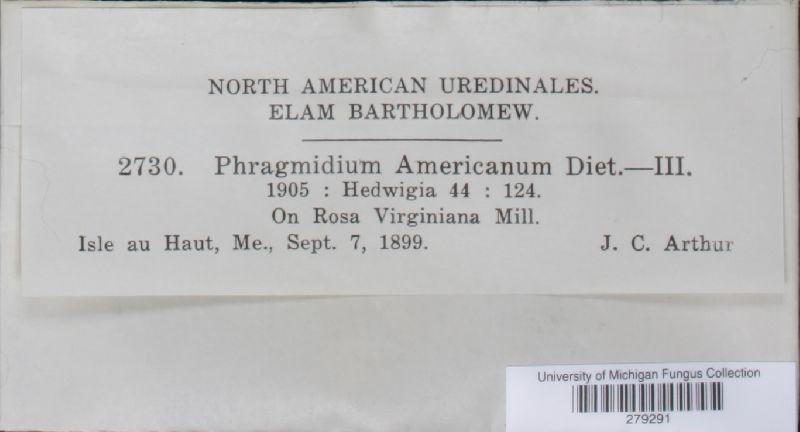 NORTH AMERICAN UREDINALES.
ELAM BARTHOLOMEW.
2730. Phragmidium Americanum Diet.—III.
1905 : Hedwigia 44 : 124.
On Rosa Virginiana Mill.
Isle au Haut, Me., Sept. 7, 1899. J. C. Arthur
University of Michigan Fungus Collection
279291